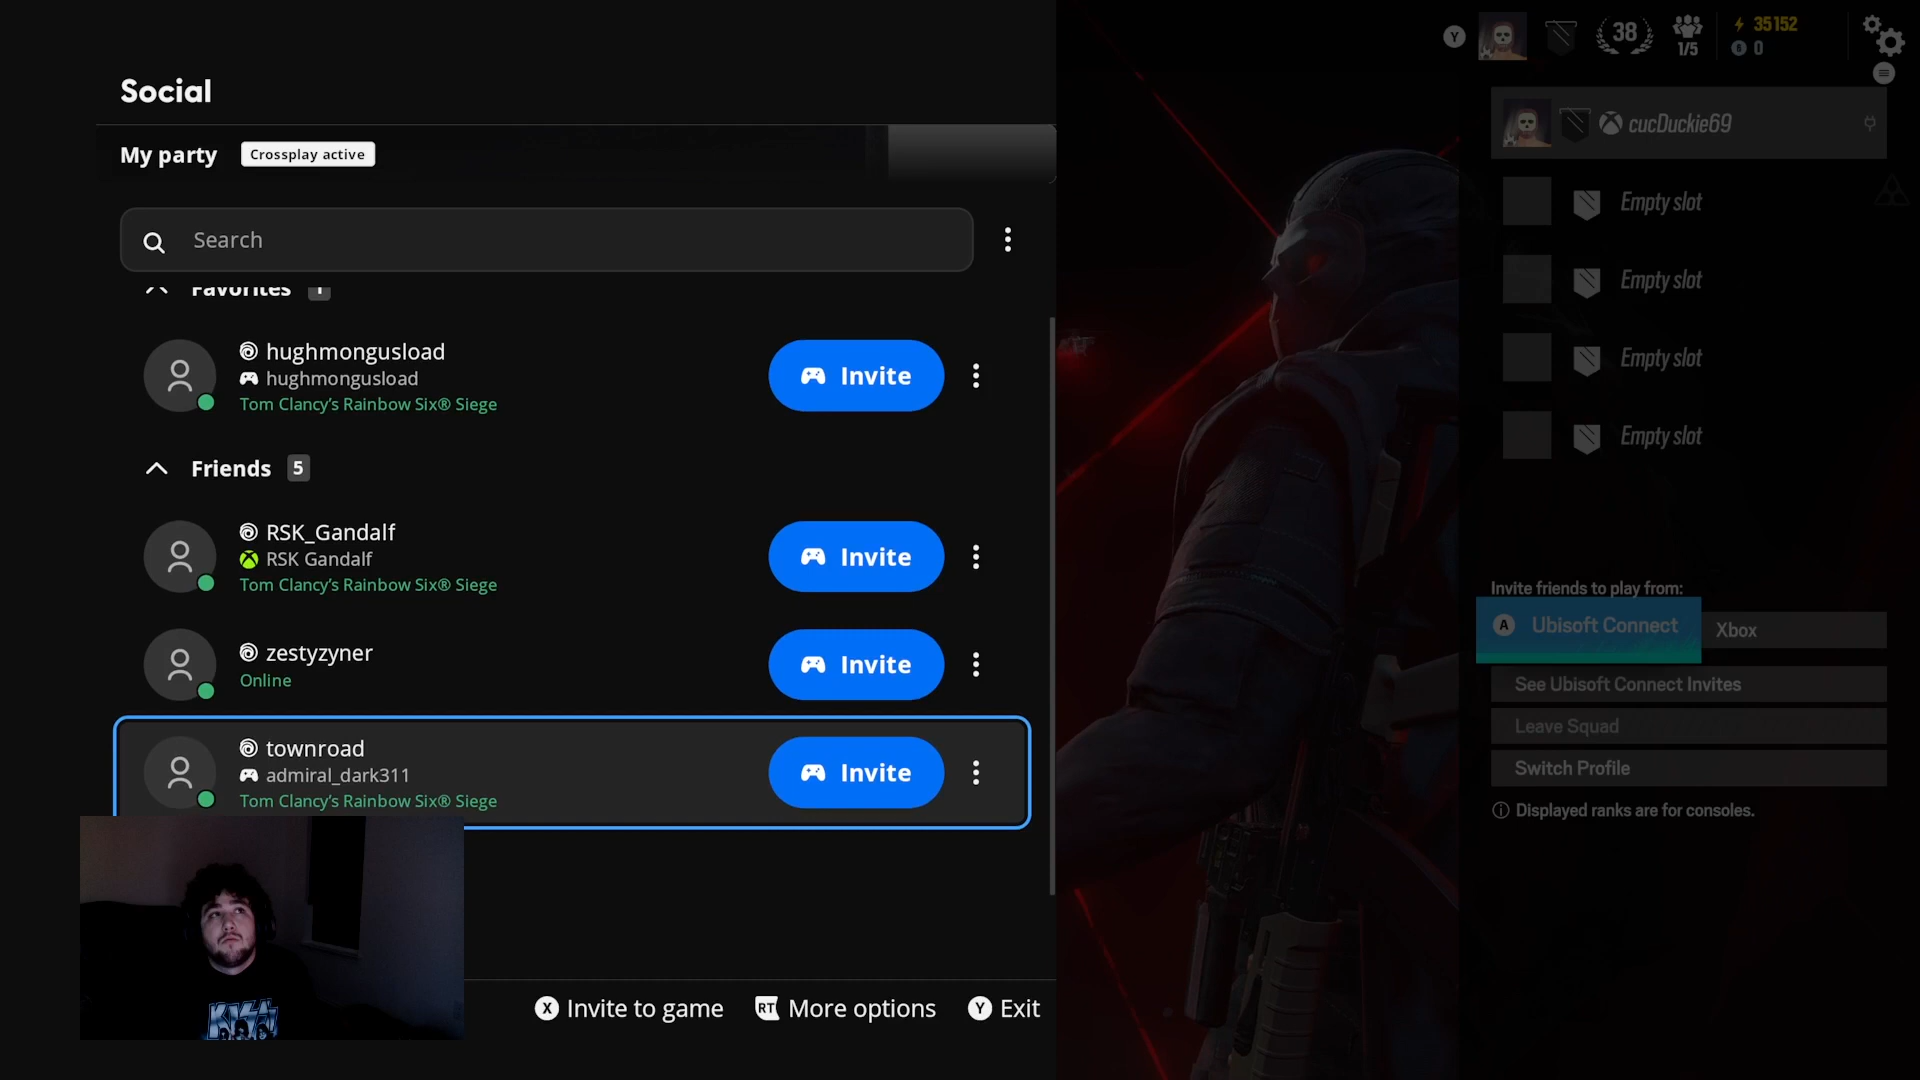 Social
My party
Crossplay active
Search
Favorites 1
hughmongusload
hughmongusload
Tom Clancy's Rainbow Six® Siege
Invite
Friends 5
RSK_Gandalf
RSK Gandalf
Tom Clancy's Rainbow Six® Siege
Invite
zestyzyner
Online
Invite
townroad
admiral_dark311
Tom Clancy's Rainbow Six® Siege
Invite
KISS
X Invite to game
RT More options
Y Exit
Y
38
1/5
35152
0
cucDuckie69
Empty slot
Empty slot
Empty slot
Empty slot
Invite friends to play from:
A Ubisoft Connect
Xbox
See Ubisoft Connect Invites
Leave Squad
Switch Profile
Displayed ranks are for consoles.